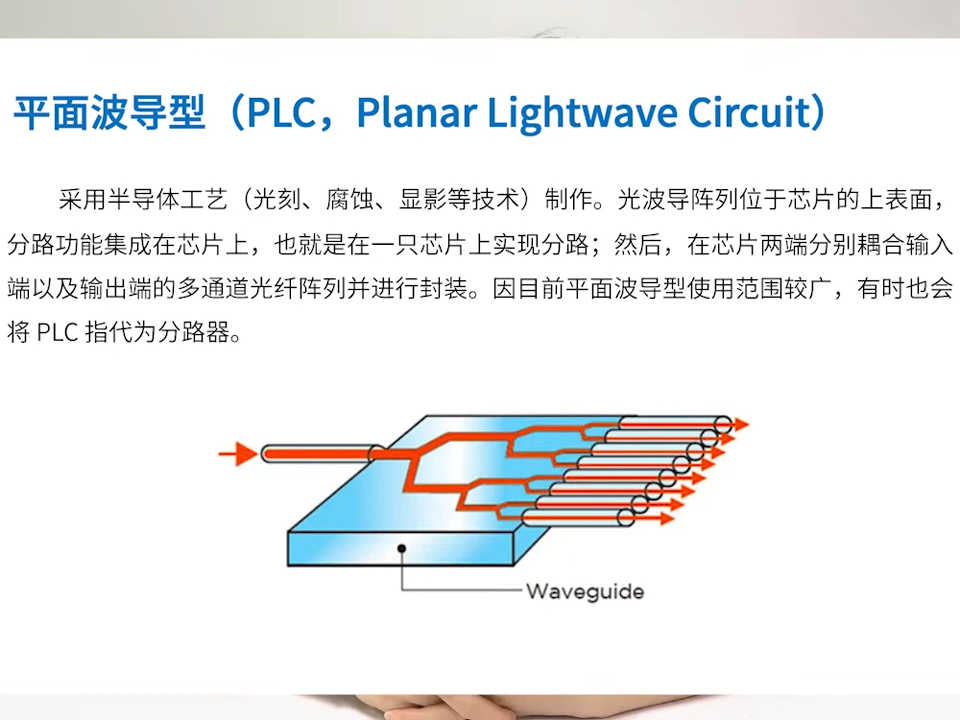 平面波导型（PLC，Planar Lightwave Circuit）
采用半导体工艺（光刻、腐蚀、显影等技术）制作。光波导阵列位于芯片的上表面，
分路功能集成在芯片上，也就是在一只芯片上实现分路；然后，在芯片两端分别耦合输入
端以及输出端的多通道光纤阵列并进行封装。因目前平面波导型使用范围较广，有时也会
将 PLC 指代为分路器。
Waveguide